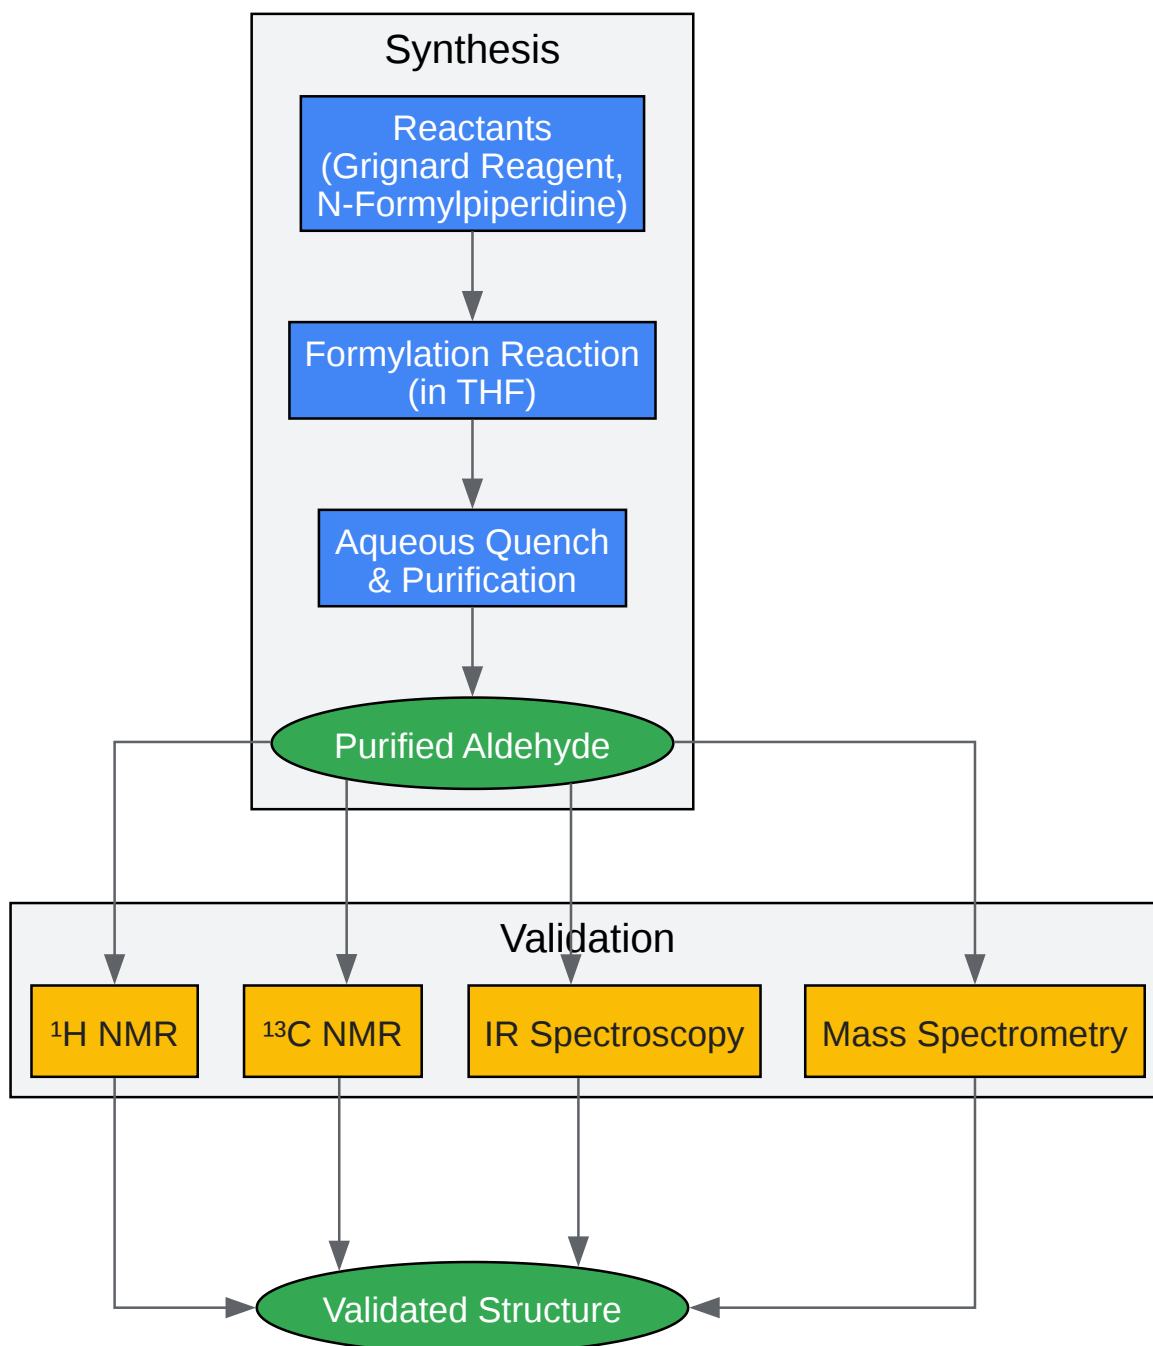 Synthesis
Reactants
(Grignard Reagent,
N-Formylpiperidine)
Formylation Reaction
(in THF)
Aqueous Quench
& Purification
Purified Aldehyde
Validation
¹H NMR
¹³C NMR
IR Spectroscopy
Mass Spectrometry
Validated Structure